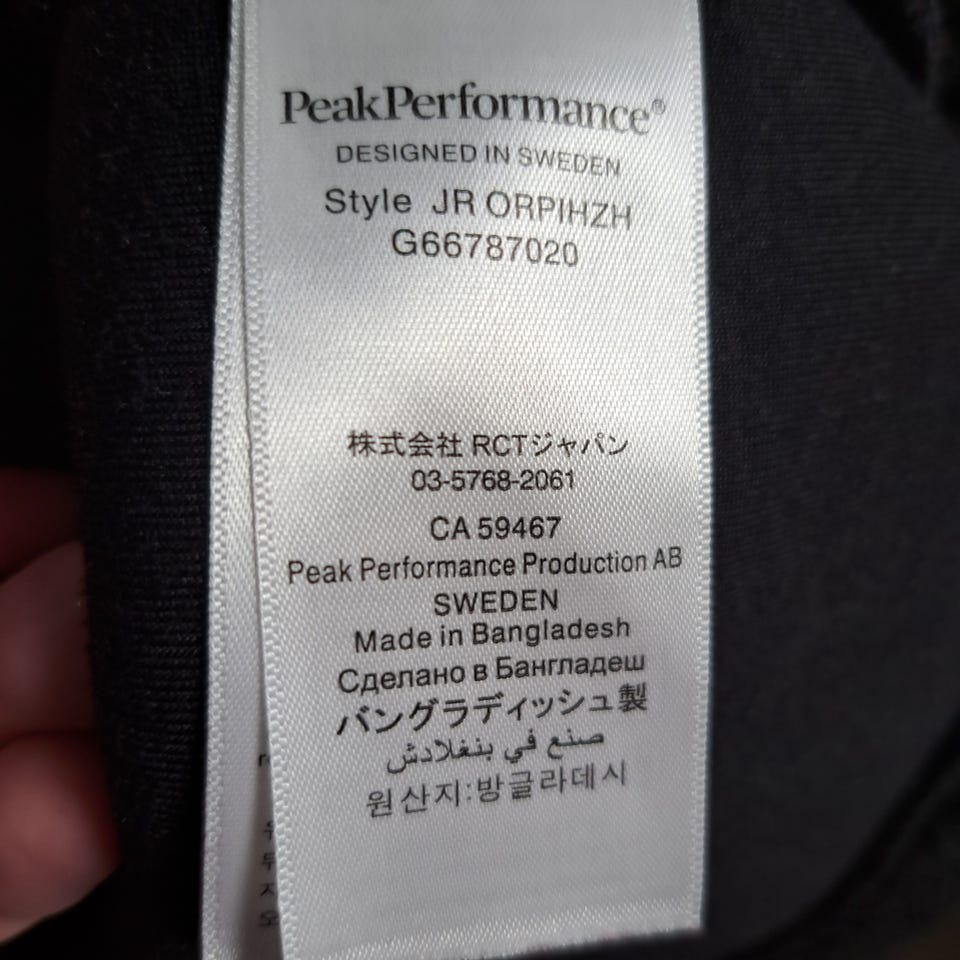 PeakPerformance®
DESIGNED IN SWEDEN
Style JR ORPIHZH
G66787020
株式会社 RCTジャパン
03-5768-2061
CA 59467
Peak Performance Production AB
SWEDEN
Made in Bangladesh
Сделано в Бангладеш
バングラディッシュ製
صنع في بنغلادش
원산지:방글라데시